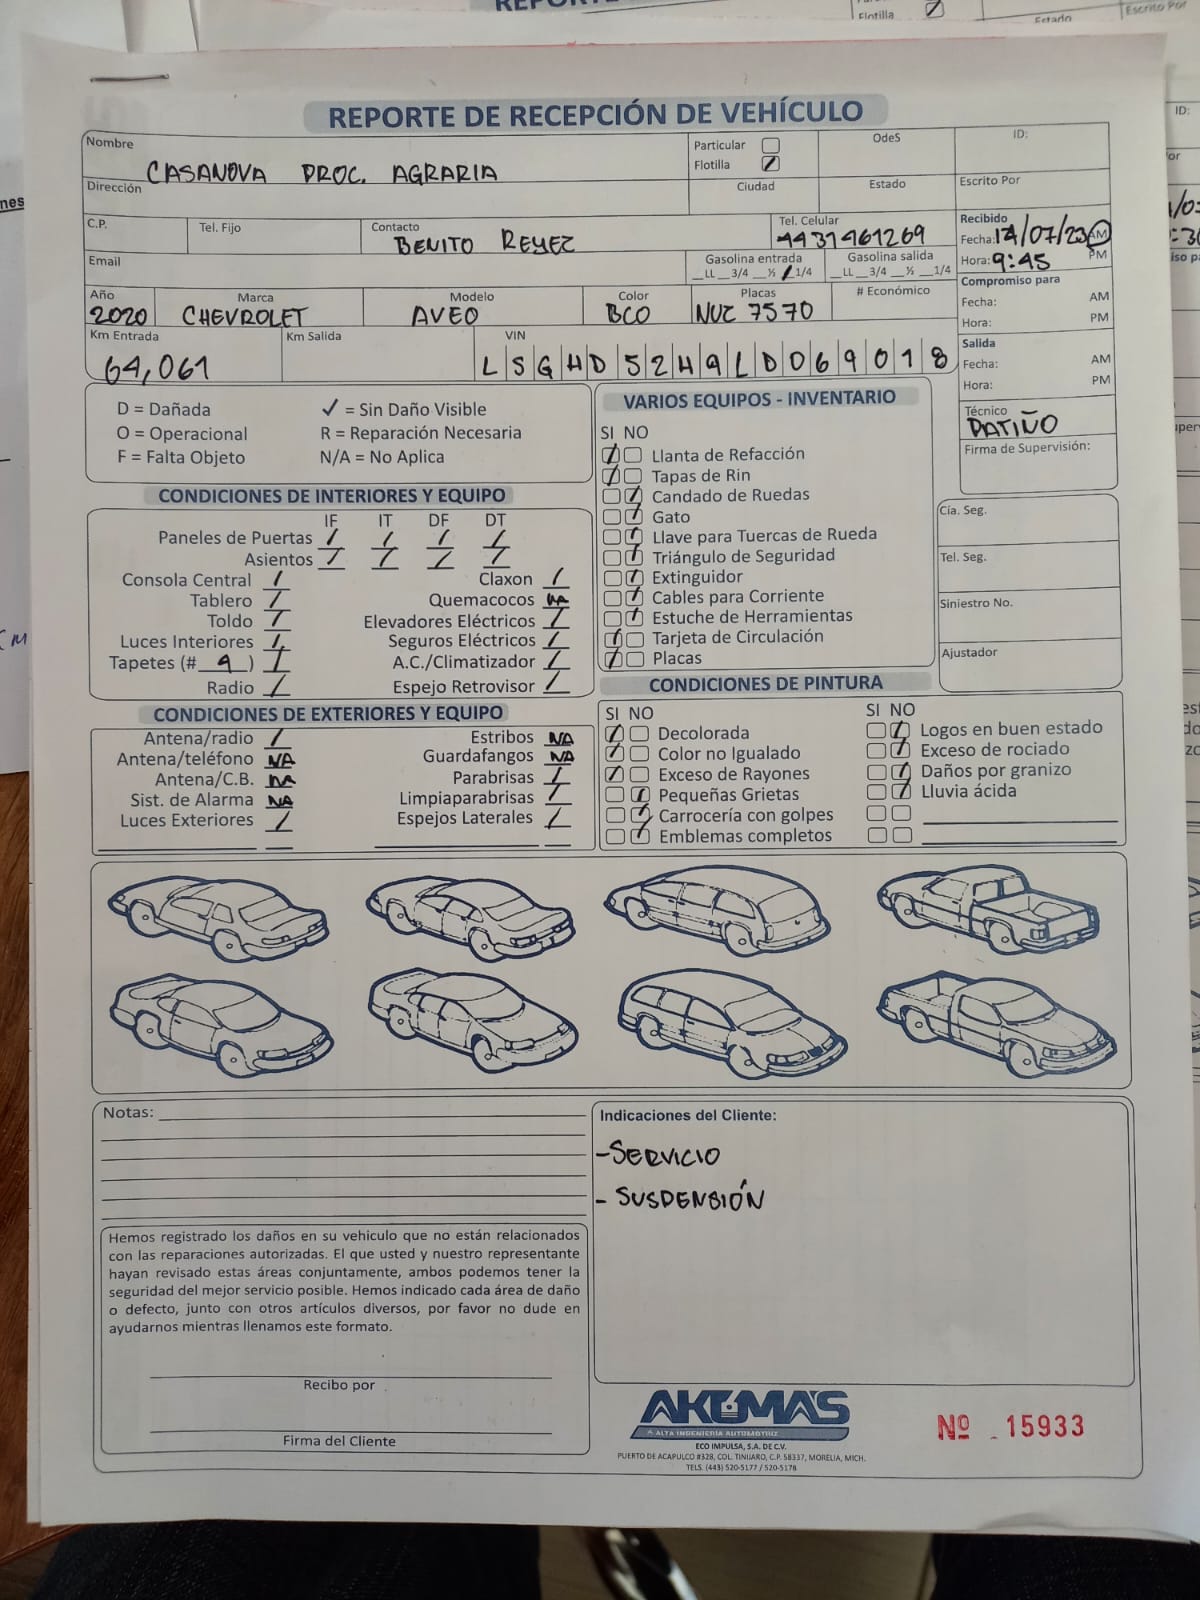 REPORTE DE RECEPCIÓN DE VEHÍCULO
Nombre
CASANOVA PROC. AGRARIA
Particular
Flotilla
OdeS
ID:
Dirección
Ciudad
Estado
Escrito Por
C.P.
Tel. Fijo
Contacto
BENITO REYEZ
Tel. Celular
4431461269
Recibido
Fecha: 14/07/23 AM
Hora: 9:45 PM
Email
Gasolina entrada
__LL __3/4 __½ __1/4
Gasolina salida
__LL __3/4 __½ __1/4
Compromiso para
Fecha: AM
Hora: PM
Año
2020
Marca
CHEVROLET
Modelo
AVEO
Color
BCO
Placas
NUZ 7570
# Económico
Km Entrada
64,061
Km Salida
VIN
LSGHD52H9LD069018
Salida
Fecha: AM
Hora: PM
Técnico
PATIÑO
Firma de Supervisión:
D = Dañada
✓ = Sin Daño Visible
O = Operacional
R = Reparación Necesaria
F = Falta Objeto
N/A = No Aplica
CONDICIONES DE INTERIORES Y EQUIPO
IF IT DF DT
Paneles de Puertas / / / /
Asientos / / / /
Consola Central /
Claxon /
Tablero /
Quemacocos NA
Toldo /
Elevadores Eléctricos /
Luces Interiores /
Seguros Eléctricos /
Tapetes (# 4 ) /
A.C./Climatizador /
Radio /
Espejo Retrovisor /
CONDICIONES DE EXTERIORES Y EQUIPO
Antena/radio /
Estribos NA
Antena/teléfono NA
Guardafangos NA
Antena/C.B. NA
Parabrisas /
Sist. de Alarma NA
Limpiaparabrisas /
Luces Exteriores /
Espejos Laterales /
VARIOS EQUIPOS - INVENTARIO
SI NO
Llanta de Refacción
Tapas de Rin
Candado de Ruedas
Gato
Llave para Tuercas de Rueda
Triángulo de Seguridad
Extinguidor
Cables para Corriente
Estuche de Herramientas
Tarjeta de Circulación
Placas
Cía. Seg.
Tel. Seg.
Siniestro No.
Ajustador
CONDICIONES DE PINTURA
SI NO
Decolorada
Color no Igualado
Exceso de Rayones
Pequeñas Grietas
Carrocería con golpes
Emblemas completos
SI NO
Logos en buen estado
Exceso de rociado
Daños por granizo
Lluvia ácida
Notas:
Indicaciones del Cliente:
-SERVICIO
- SUSPENSIÓN
Hemos registrado los daños en su vehiculo que no están relacionados
con las reparaciones autorizadas. El que usted y nuestro representante
hayan revisado estas áreas conjuntamente, ambos podemos tener la
seguridad del mejor servicio posible. Hemos indicado cada área de daño
o defecto, junto con otros artículos diversos, por favor no dude en
ayudarnos mientras llenamos este formato.
Recibo por
Firma del Cliente
AKUMA'S
ALTA INGENIERÍA AUTOMOTRIZ
ECO IMPULSA, S.A. DE C.V.
PUERTO DE ACAPULCO #328, COL. TINIJARO, C.P. 58337, MORELIA, MICH.
TELS. (443) 520-5177 / 520-5178
Nº 15933
Flotilla
Estado
Escrito Por
ID: